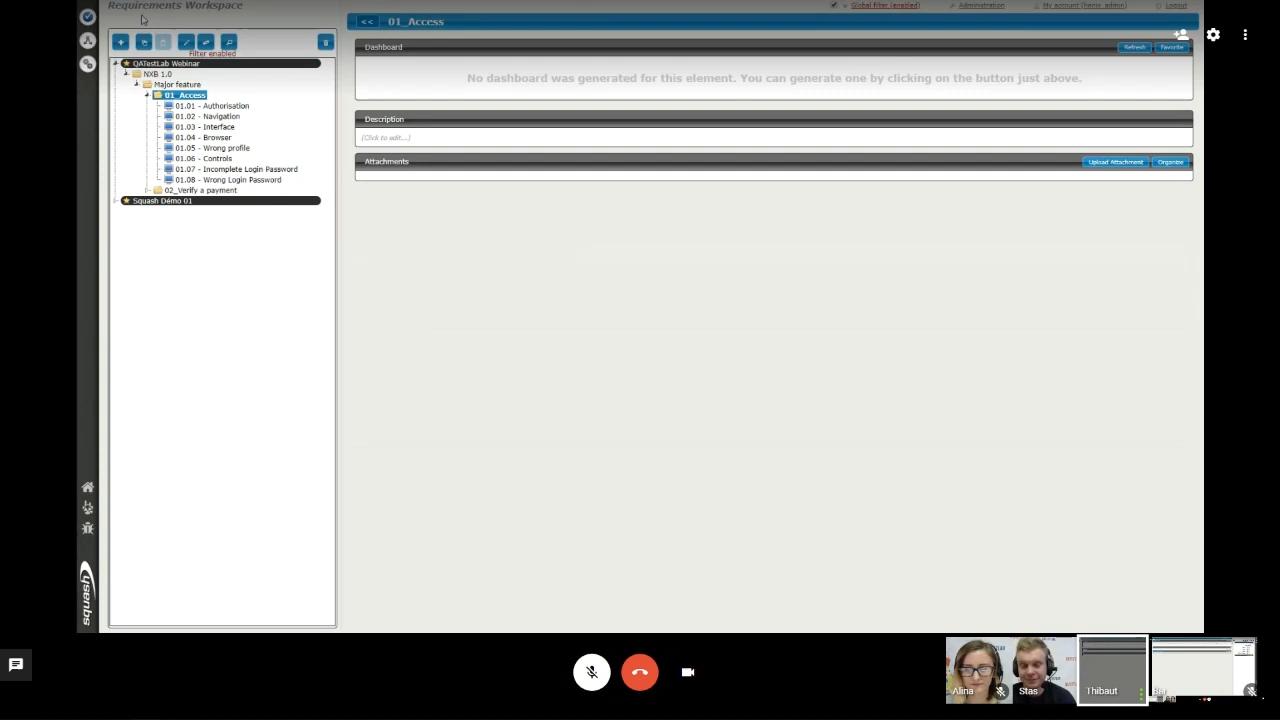 Requirements Workspace
Global filter (enabled)
Administration
My account (henix_admin)
Logout
<< 01_Access
Filter enabled
QATestLab Webinar
NXB 1.0
Major feature
01_Access
01.01 - Authorisation
01.02 - Navigation
01.03 - Interface
01.04 - Browser
01.05 - Wrong profile
01.06 - Controls
01.07 - Incomplete Login Password
01.08 - Wrong Login Password
02_Verify a payment
Squash Démo 01
Dashboard
Refresh
Favorite
No dashboard was generated for this element. You can generate one by clicking on the button just above.
Description
(Click to edit...)
Attachments
Upload Attachment
Organize
squash
Alina
Stas
Thibaut